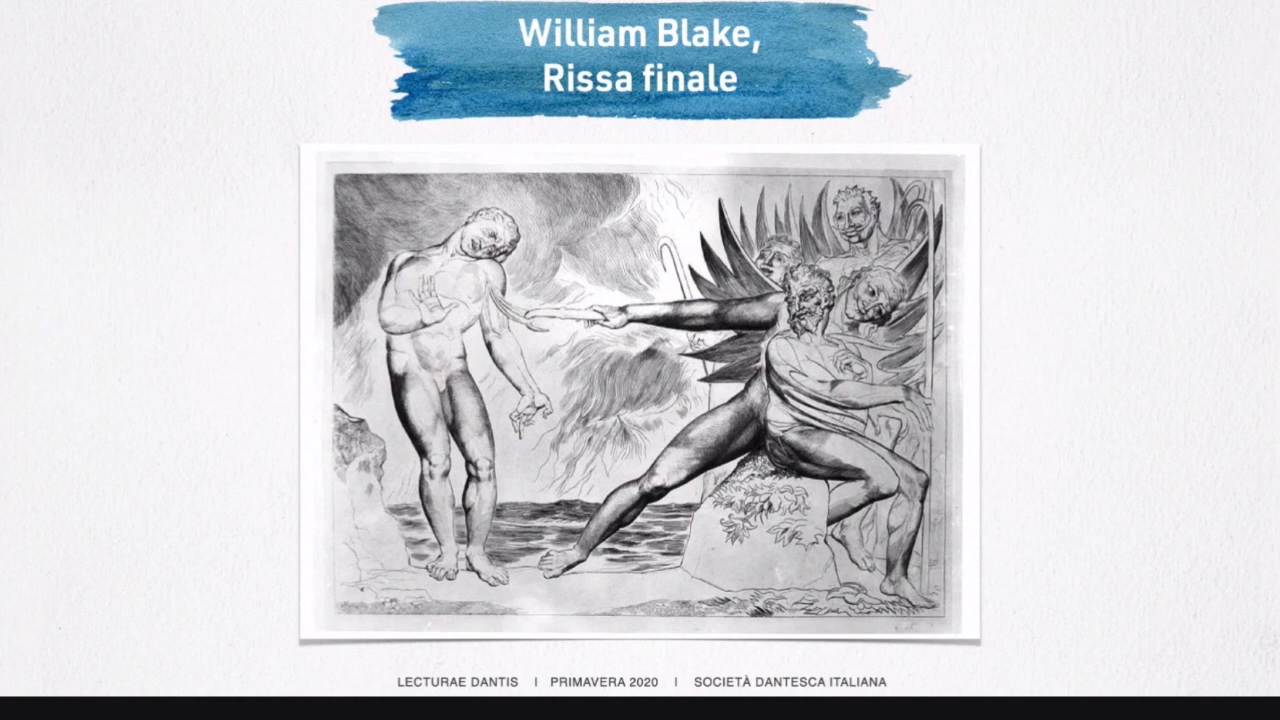 William Blake,
Rissa finale
LECTURAE DANTIS | PRIMAVERA 2020 | SOCIETÀ DANTESCA ITALIANA